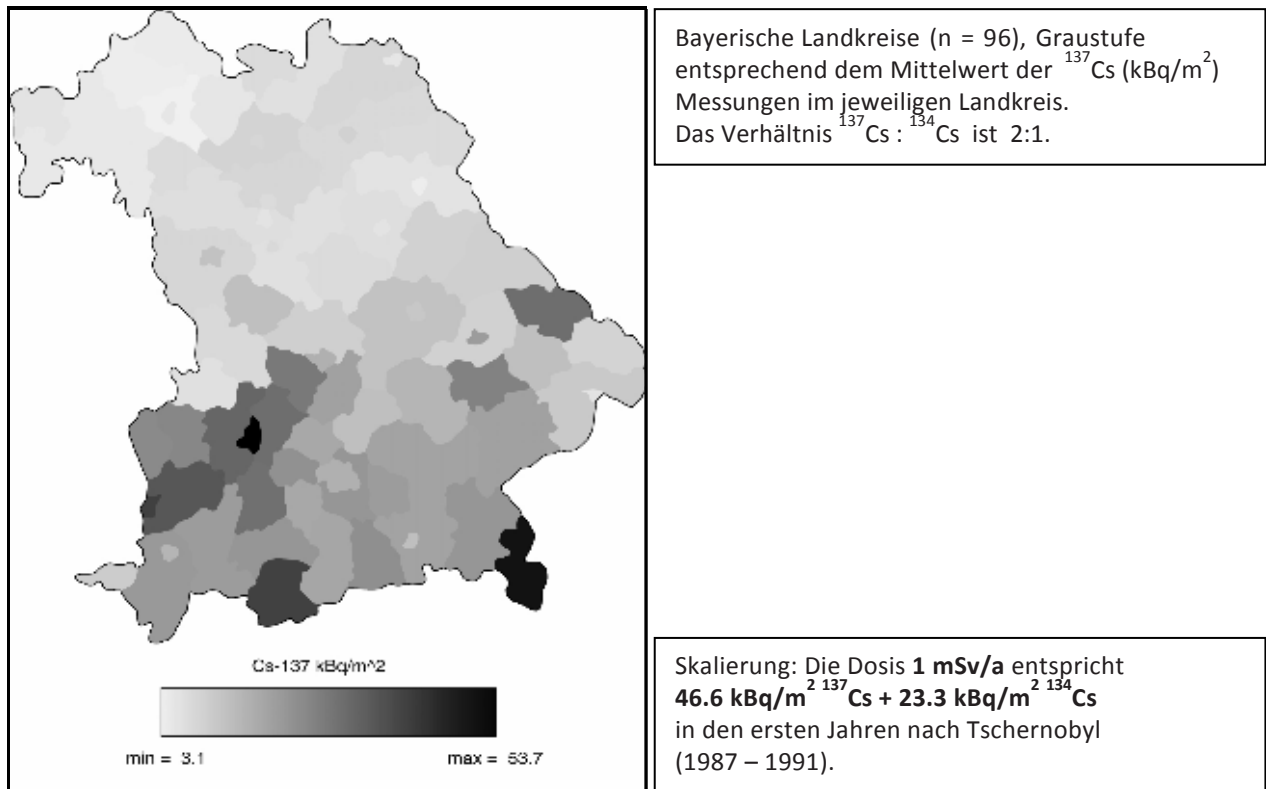 Bayerische Landkreise (n = 96), Graustufe
entsprechend dem Mittelwert der ¹³⁷Cs (kBq/m²)
Messungen im jeweiligen Landkreis.
Das Verhältnis ¹³⁷Cs : ¹³⁴Cs ist 2:1.
Cs-137 kBq/m^2
min = 3.1 max = 53.7
Skalierung: Die Dosis 1 mSv/a entspricht
46.6 kBq/m² ¹³⁷Cs + 23.3 kBq/m² ¹³⁴Cs
in den ersten Jahren nach Tschernobyl
(1987 – 1991).